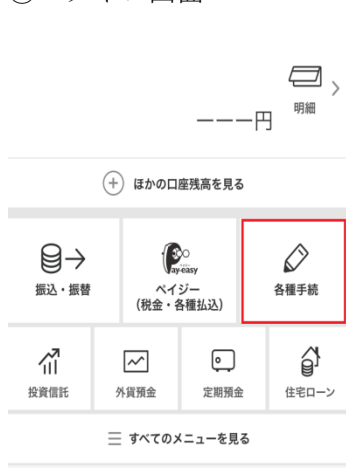 明細
---円
ほかの口座残高を見る
振込・振替
Pay-easy
ペイジー
(税金・各種払込)
各種手続
投資信託
外貨預金
定期預金
住宅ローン
すべてのメニューを見る